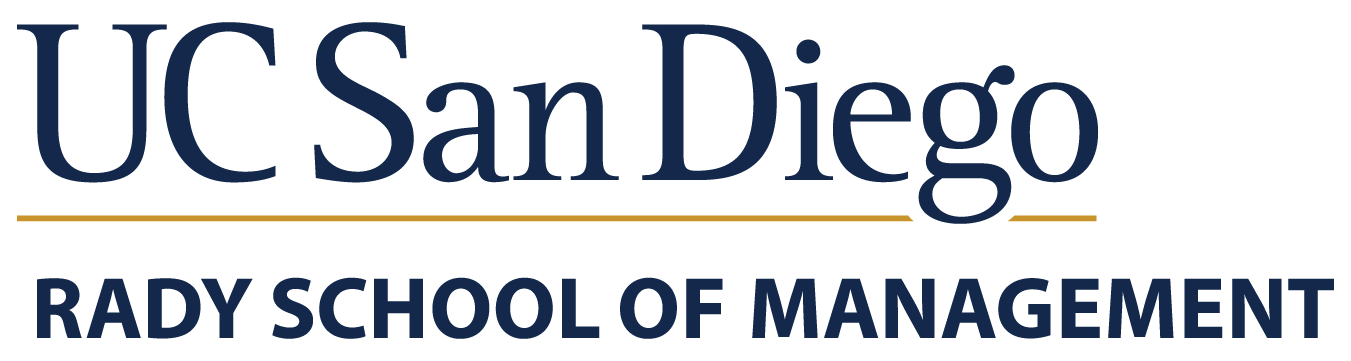 UC San Diego
RADY SCHOOL OF MANAGEMENT